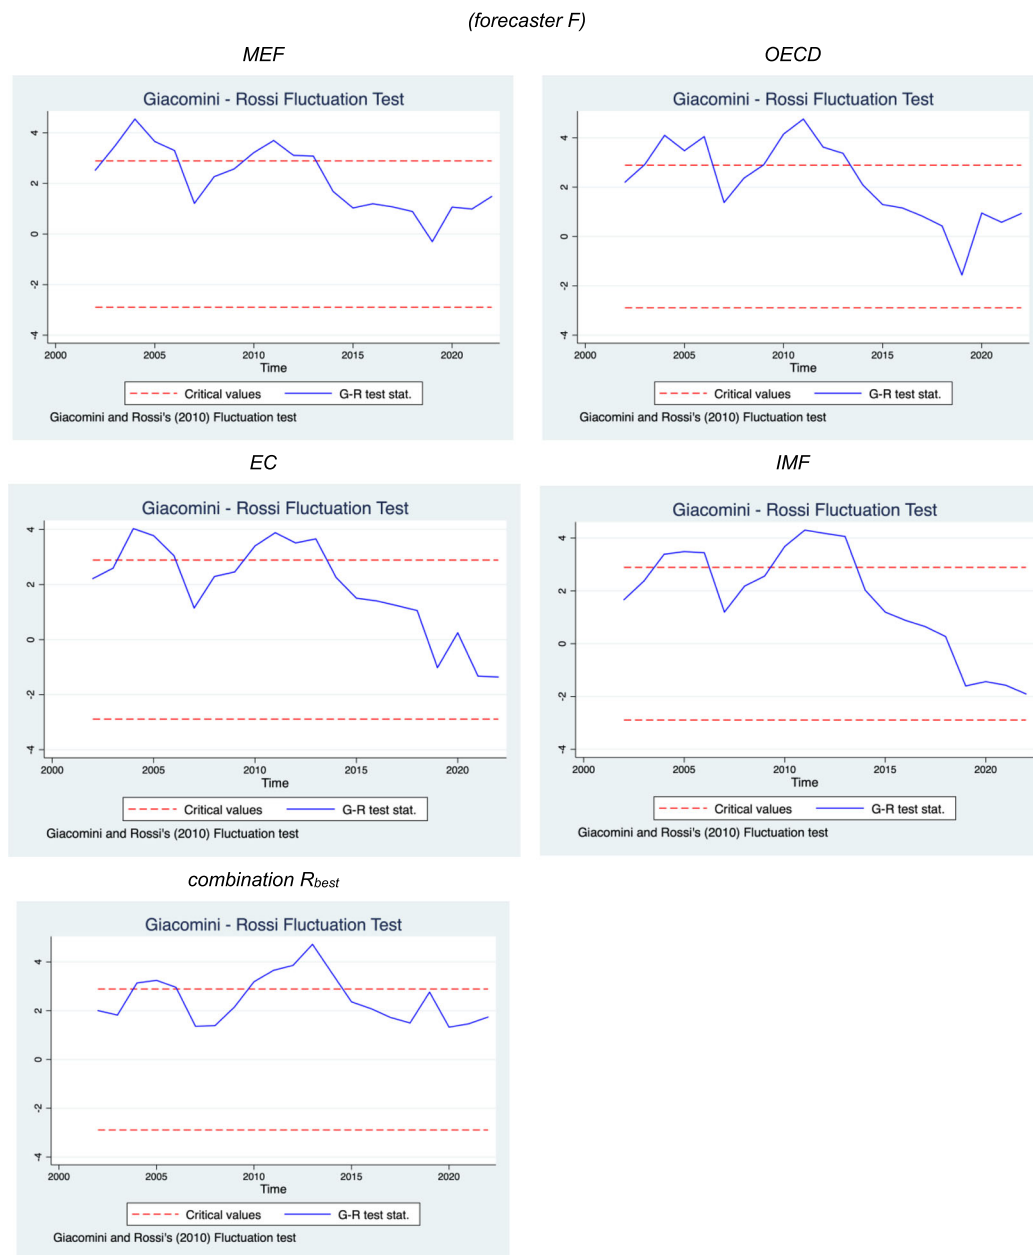 (forecaster F)
MEF
Giacomini - Rossi Fluctuation Test
4
2
0
-2
-4
2000 2005 2010 2015 2020
Time
Critical values G-R test stat.
Giacomini and Rossi's (2010) Fluctuation test
OECD
Giacomini - Rossi Fluctuation Test
4
2
0
-2
-4
2000 2005 2010 2015 2020
Time
Critical values G-R test stat.
Giacomini and Rossi's (2010) Fluctuation test
EC
Giacomini - Rossi Fluctuation Test
4
2
0
-2
-4
2000 2005 2010 2015 2020
Time
Critical values G-R test stat.
Giacomini and Rossi's (2010) Fluctuation test
IMF
Giacomini - Rossi Fluctuation Test
4
2
0
-2
-4
2000 2005 2010 2015 2020
Time
Critical values G-R test stat.
Giacomini and Rossi's (2010) Fluctuation test
combination Rbest
Giacomini - Rossi Fluctuation Test
4
2
0
-2
-4
2000 2005 2010 2015 2020
Time
Critical values G-R test stat.
Giacomini and Rossi's (2010) Fluctuation test